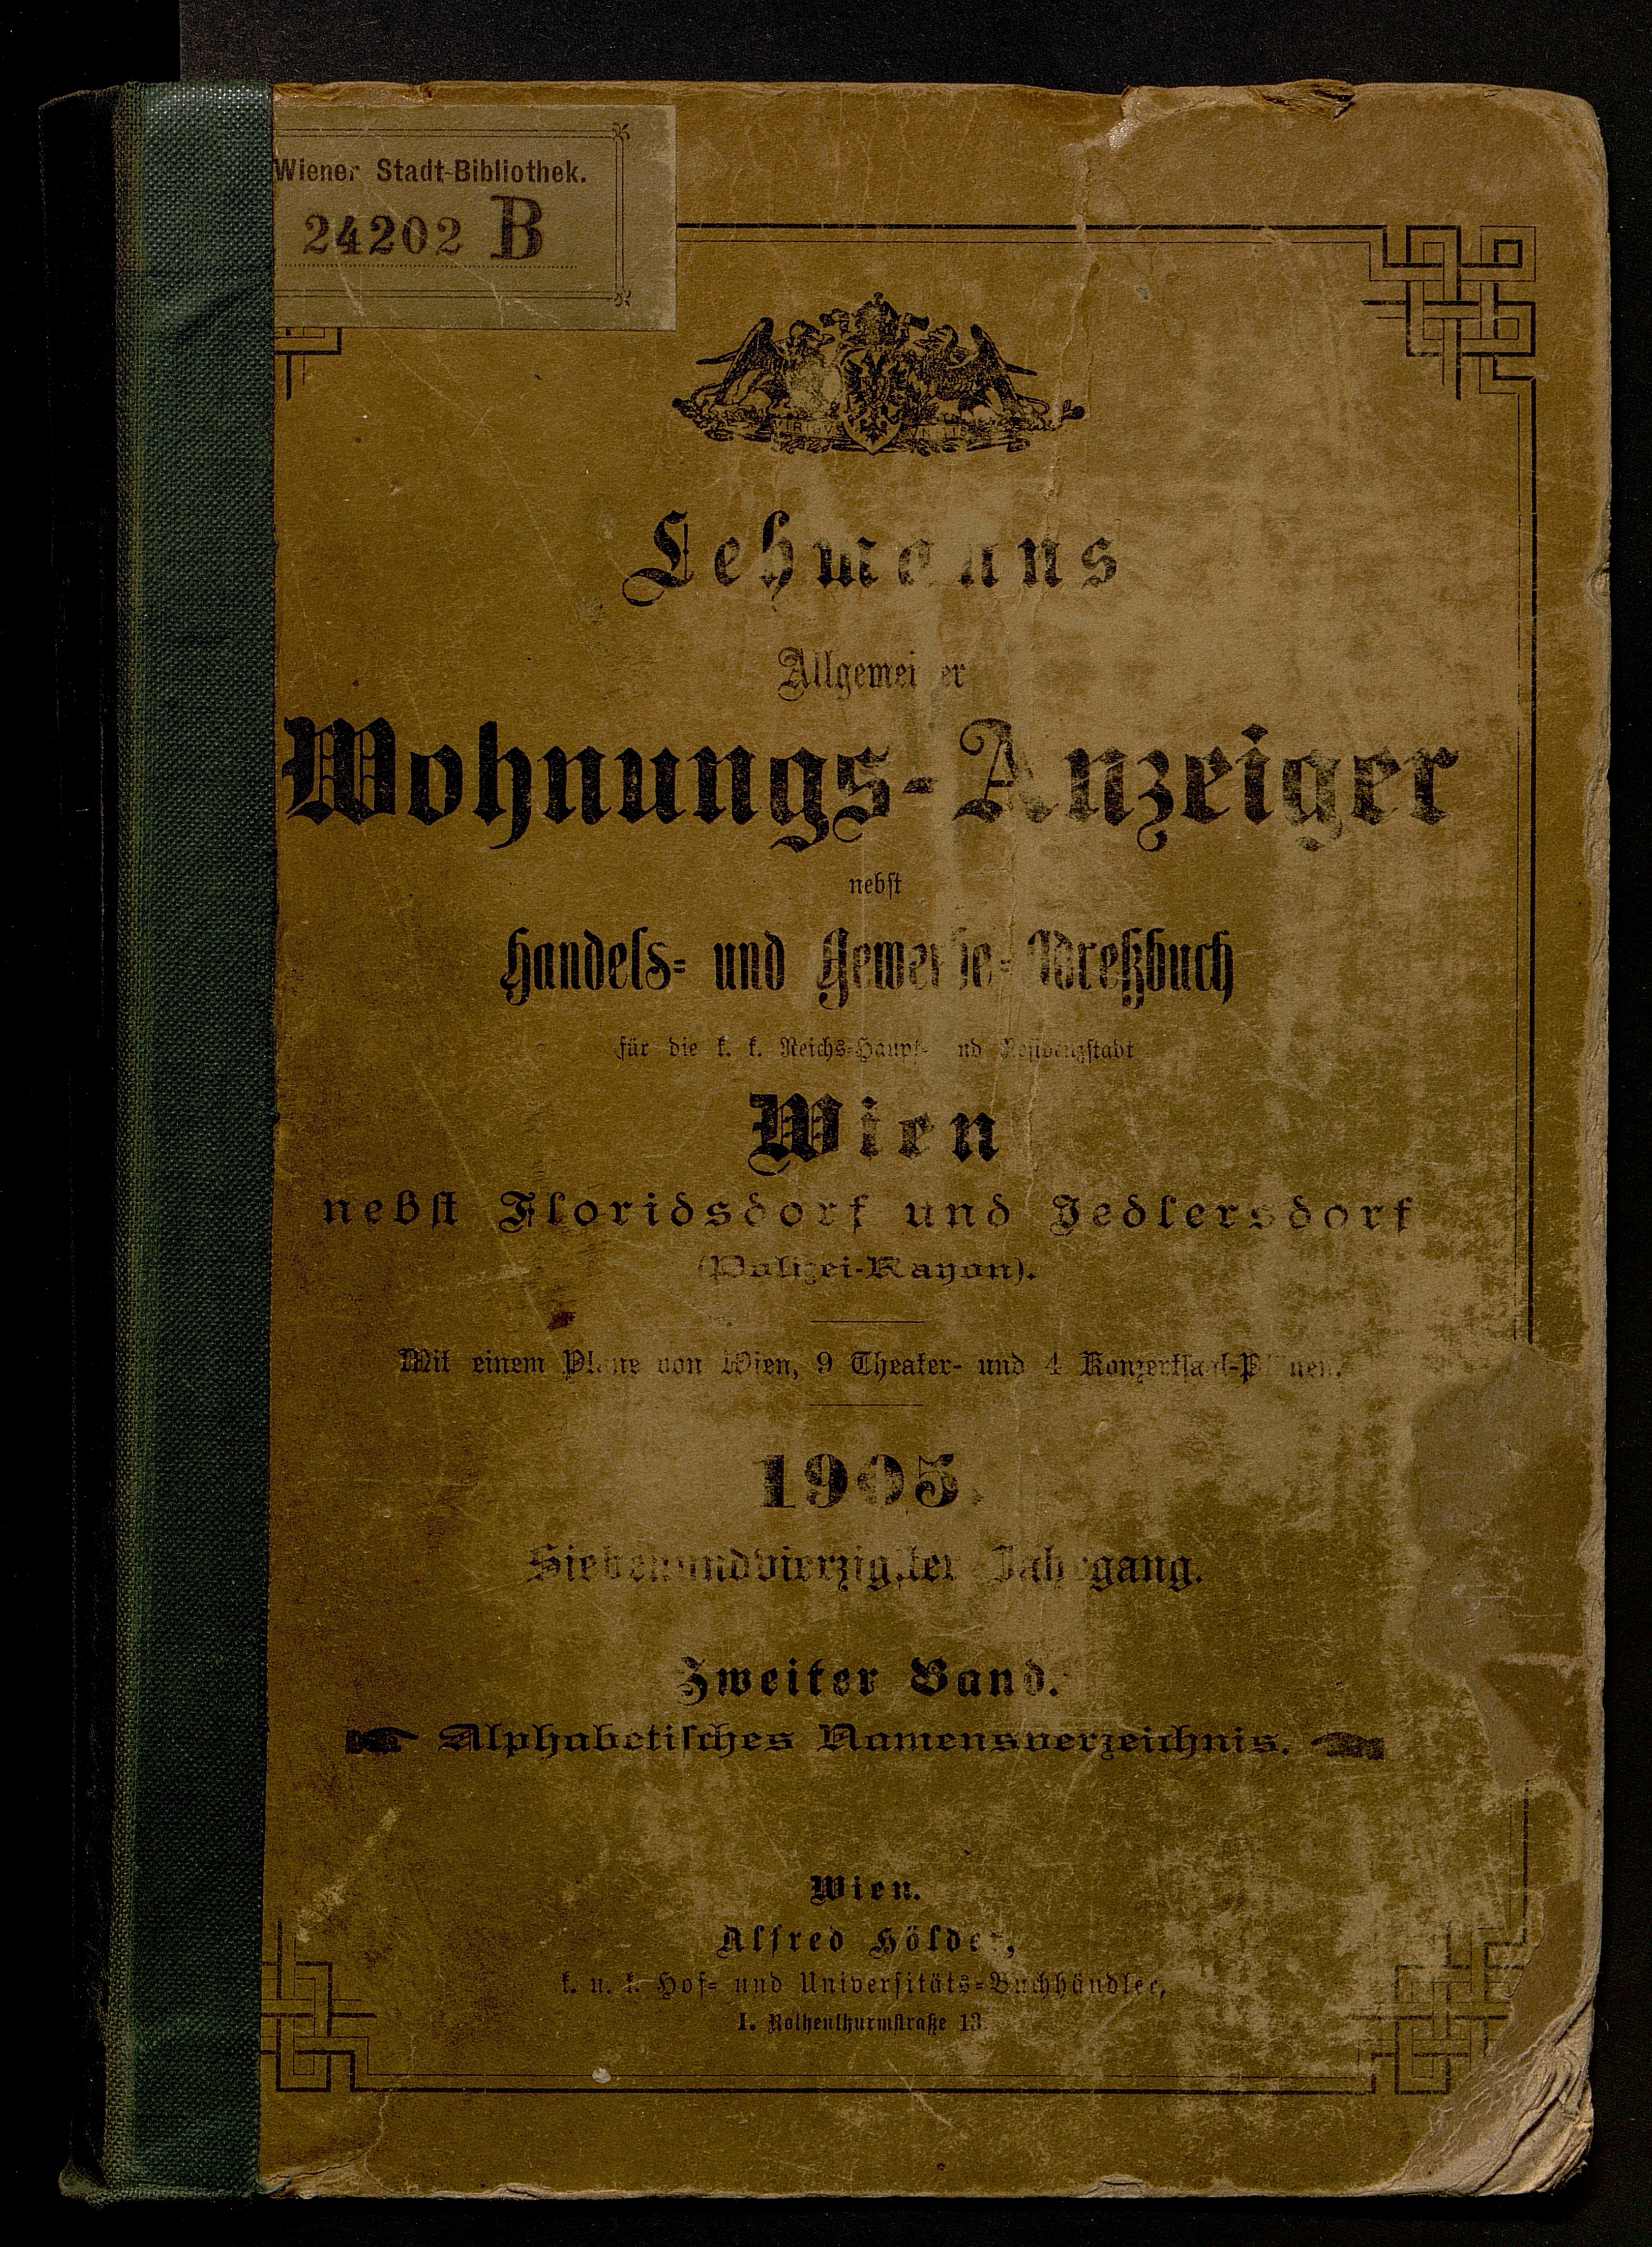 Wiener Stadt-Bibliothek.
24202 B
VIRIBVS VNITIS
Lehmanns
Allgemeiner
Wohnungs-Anzeiger
nebst
Handels- und Gewerbe-Adreßbuch
für die k. k. Reichs-Haupt- und Residenzstadt
Wien
nebst Floridsdorf und Jedlersdorf
(Polizei-Rayon).
Mit einem Plane von Wien, 9 Theater- und 4 Konzertsaal-Plänen.
1905.
Siebenundvierzigster Jahrgang.
Zweiter Band.
Alphabetisches Namensverzeichnis.
Wien.
Alfred Hölder,
k. u. k. Hof- und Universitäts-Buchhändler,
I. Rothenthurmstraße 13